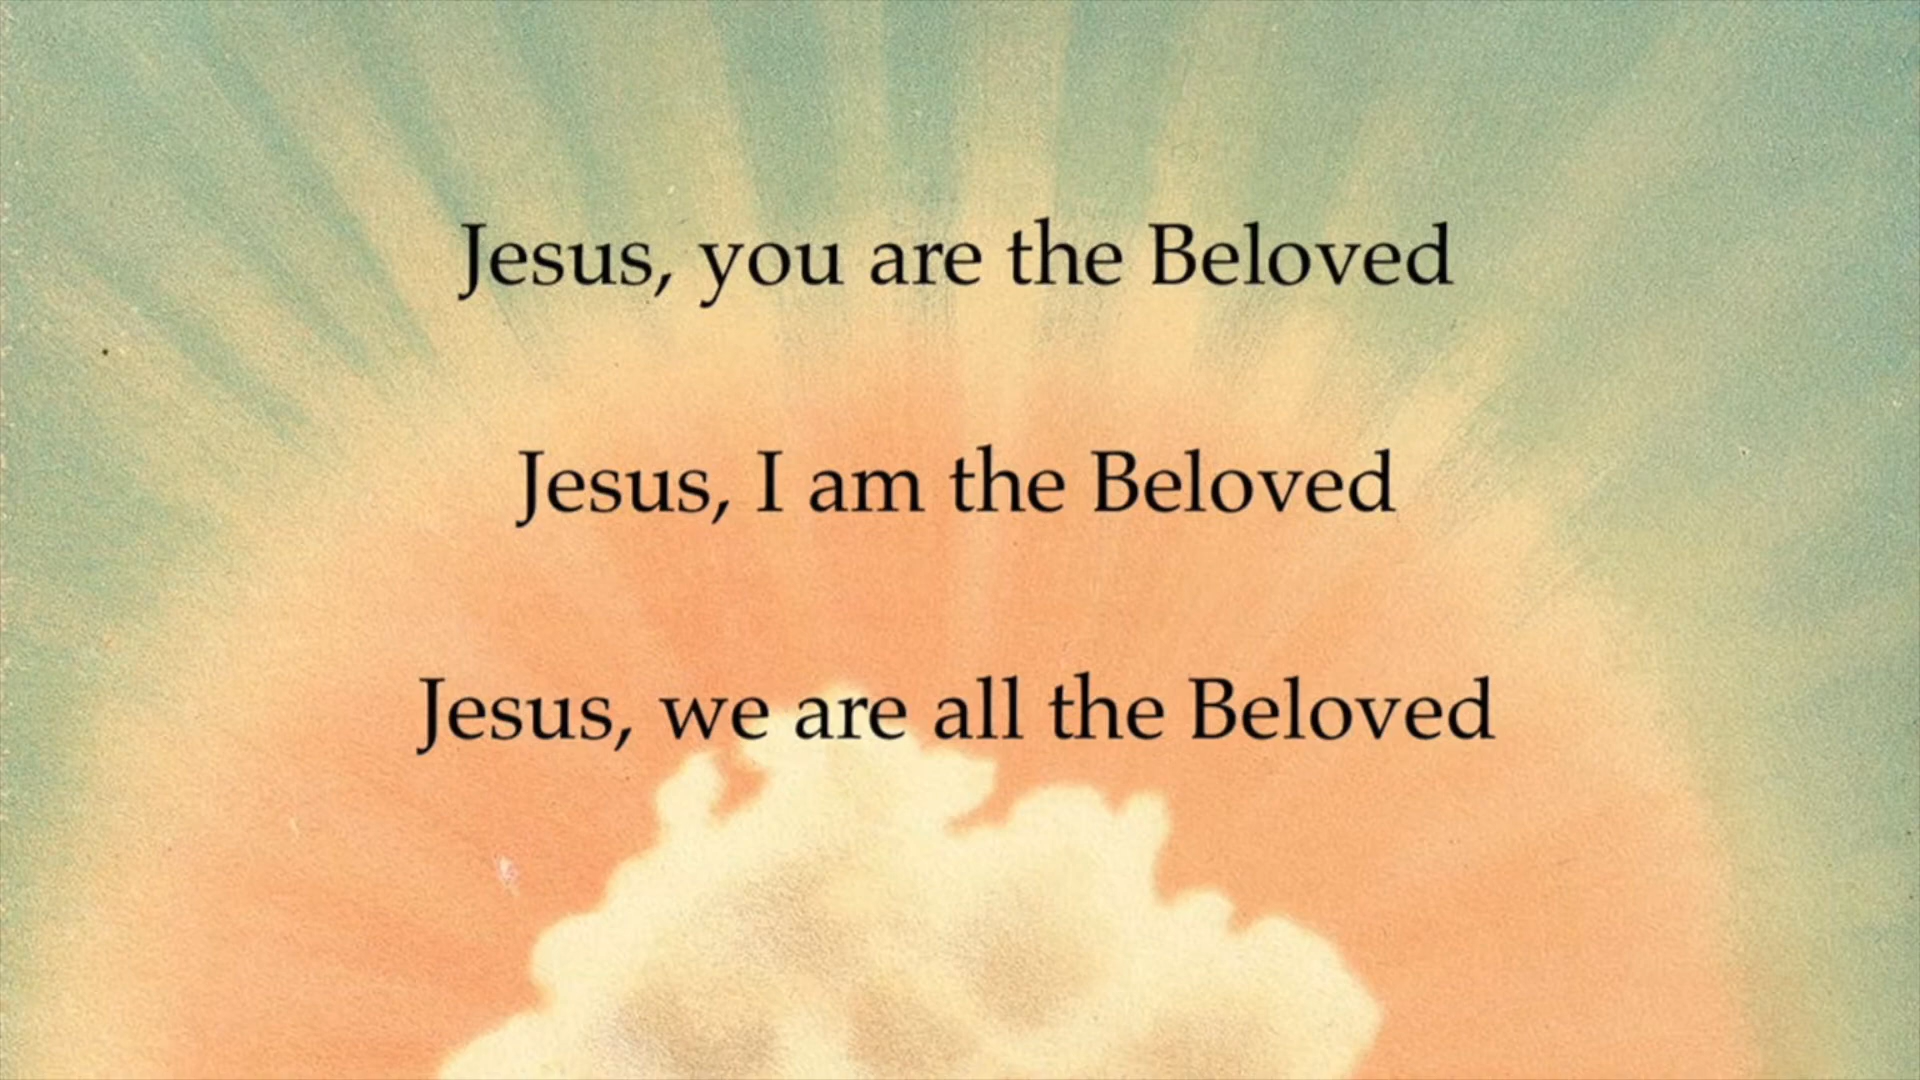 Jesus, you are the Beloved
Jesus, I am the Beloved
Jesus, we are all the Beloved